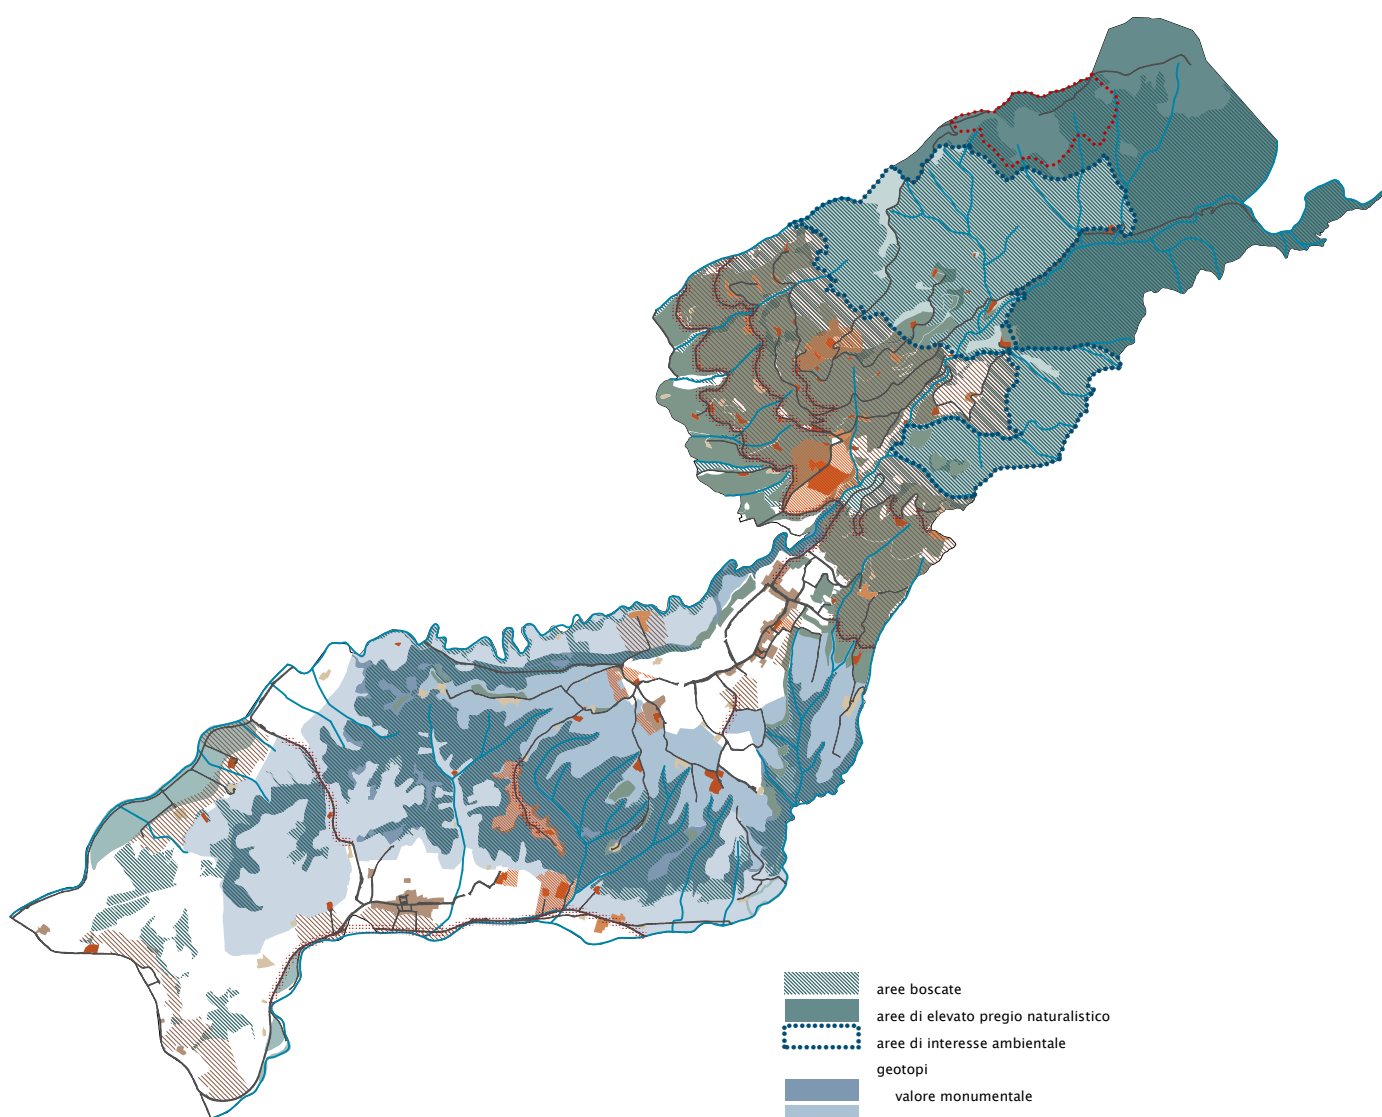 aree boscate
aree di elevato pregio naturalistico
aree di interesse ambientale
geotopi
valore monumentale